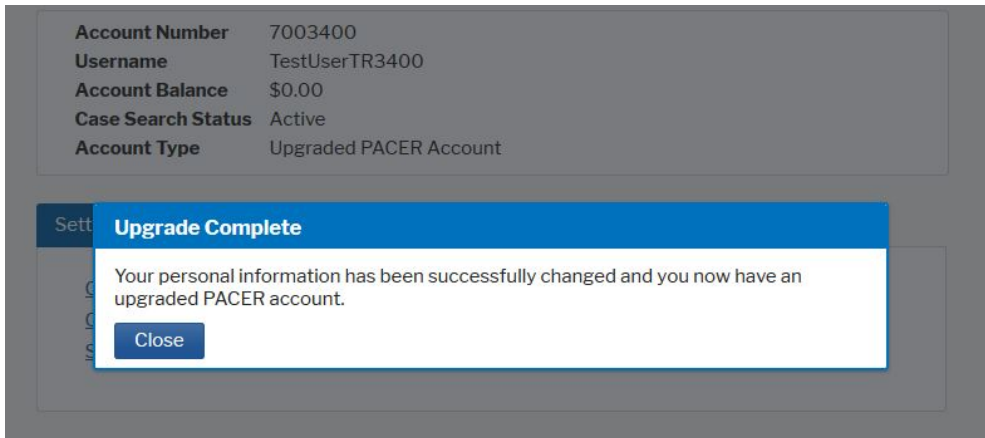 Account Number 7003400
Username TestUserTR3400
Account Balance $0.00
Case Search Status Active
Account Type Upgraded PACER Account
Sett
Upgrade Complete
Your personal information has been successfully changed and you now have an
upgraded PACER account.
Close